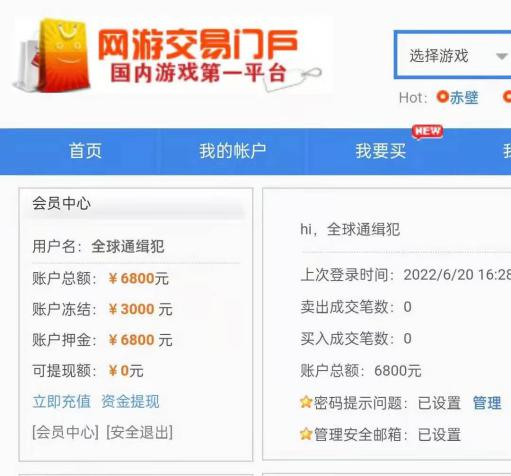 网游交易门户
国内游戏第一平台
选择游戏
Hot: 赤壁
NEW
首页 我的帐户 我要买
会员中心
用户名：全球通缉犯
账户总额：￥6800元
账户冻结：￥3000 元
账户押金：￥6800 元
可提现额：￥0元
立即充值 资金提现
[会员中心] [安全退出]
hi，全球通缉犯
上次登录时间：2022/6/20 16:28
卖出成交笔数：0
买入成交笔数：0
账户总额：6800元
密码提示问题：已设置 管理
管理安全邮箱：已设置